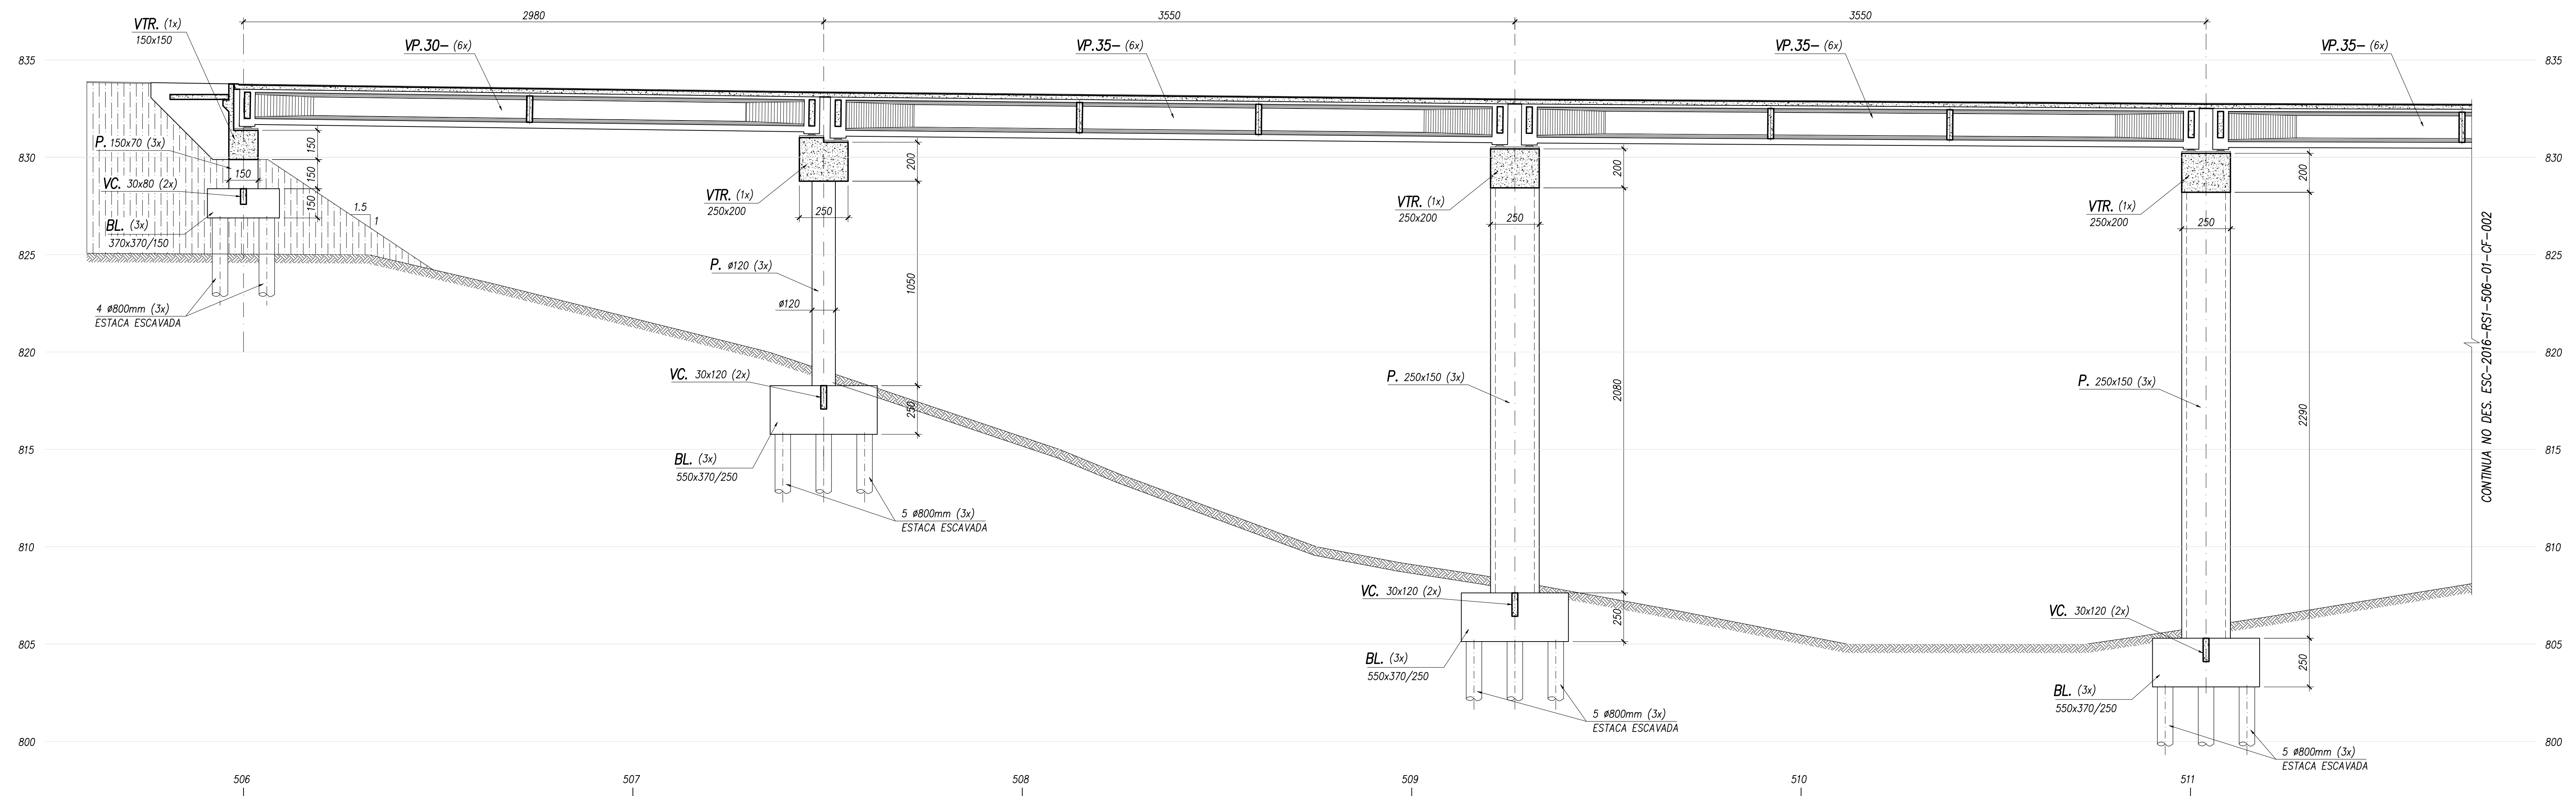 2980
3550
3550
VTR. (1x)
150x150
VP.30- (6x)
VP.35- (6x)
VP.35- (6x)
VP.35- (6x)
835
835
P. 150x70 (3x)
150
150
150
150
VC. 30x80 (2x)
BL. (3x)
370x370/150
1.5
1
4 ø800mm (3x)
ESTACA ESCAVADA
830
830
VTR. (1x)
250x200
250
200
P. ø120 (3x)
ø120
1050
VC. 30x120 (2x)
250
BL. (3x)
550x370/250
5 ø800mm (3x)
ESTACA ESCAVADA
VTR. (1x)
250x200
250
200
P. 250x150 (3x)
2080
VC. 30x120 (2x)
250
BL. (3x)
550x370/250
5 ø800mm (3x)
ESTACA ESCAVADA
VTR. (1x)
250x200
250
200
P. 250x150 (3x)
2290
VC. 30x120 (2x)
250
BL. (3x)
550x370/250
5 ø800mm (3x)
ESTACA ESCAVADA
CONTINUA NO DES. ESC-2016-RS1-506-01-CF-002
825
825
820
820
815
815
810
810
805
805
800
800
506
507
508
509
510
511